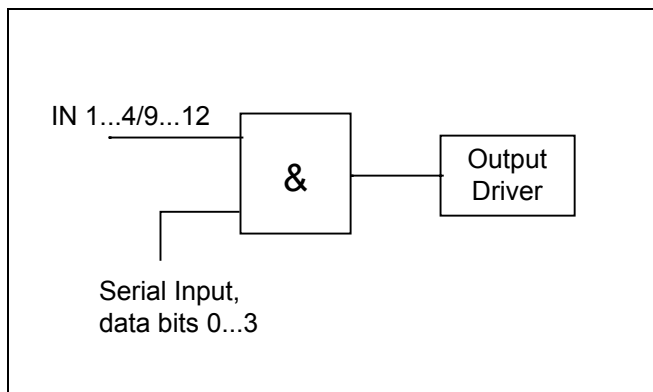 IN 1...4/9...12
&
Output
Driver
Serial Input,
data bits 0...3